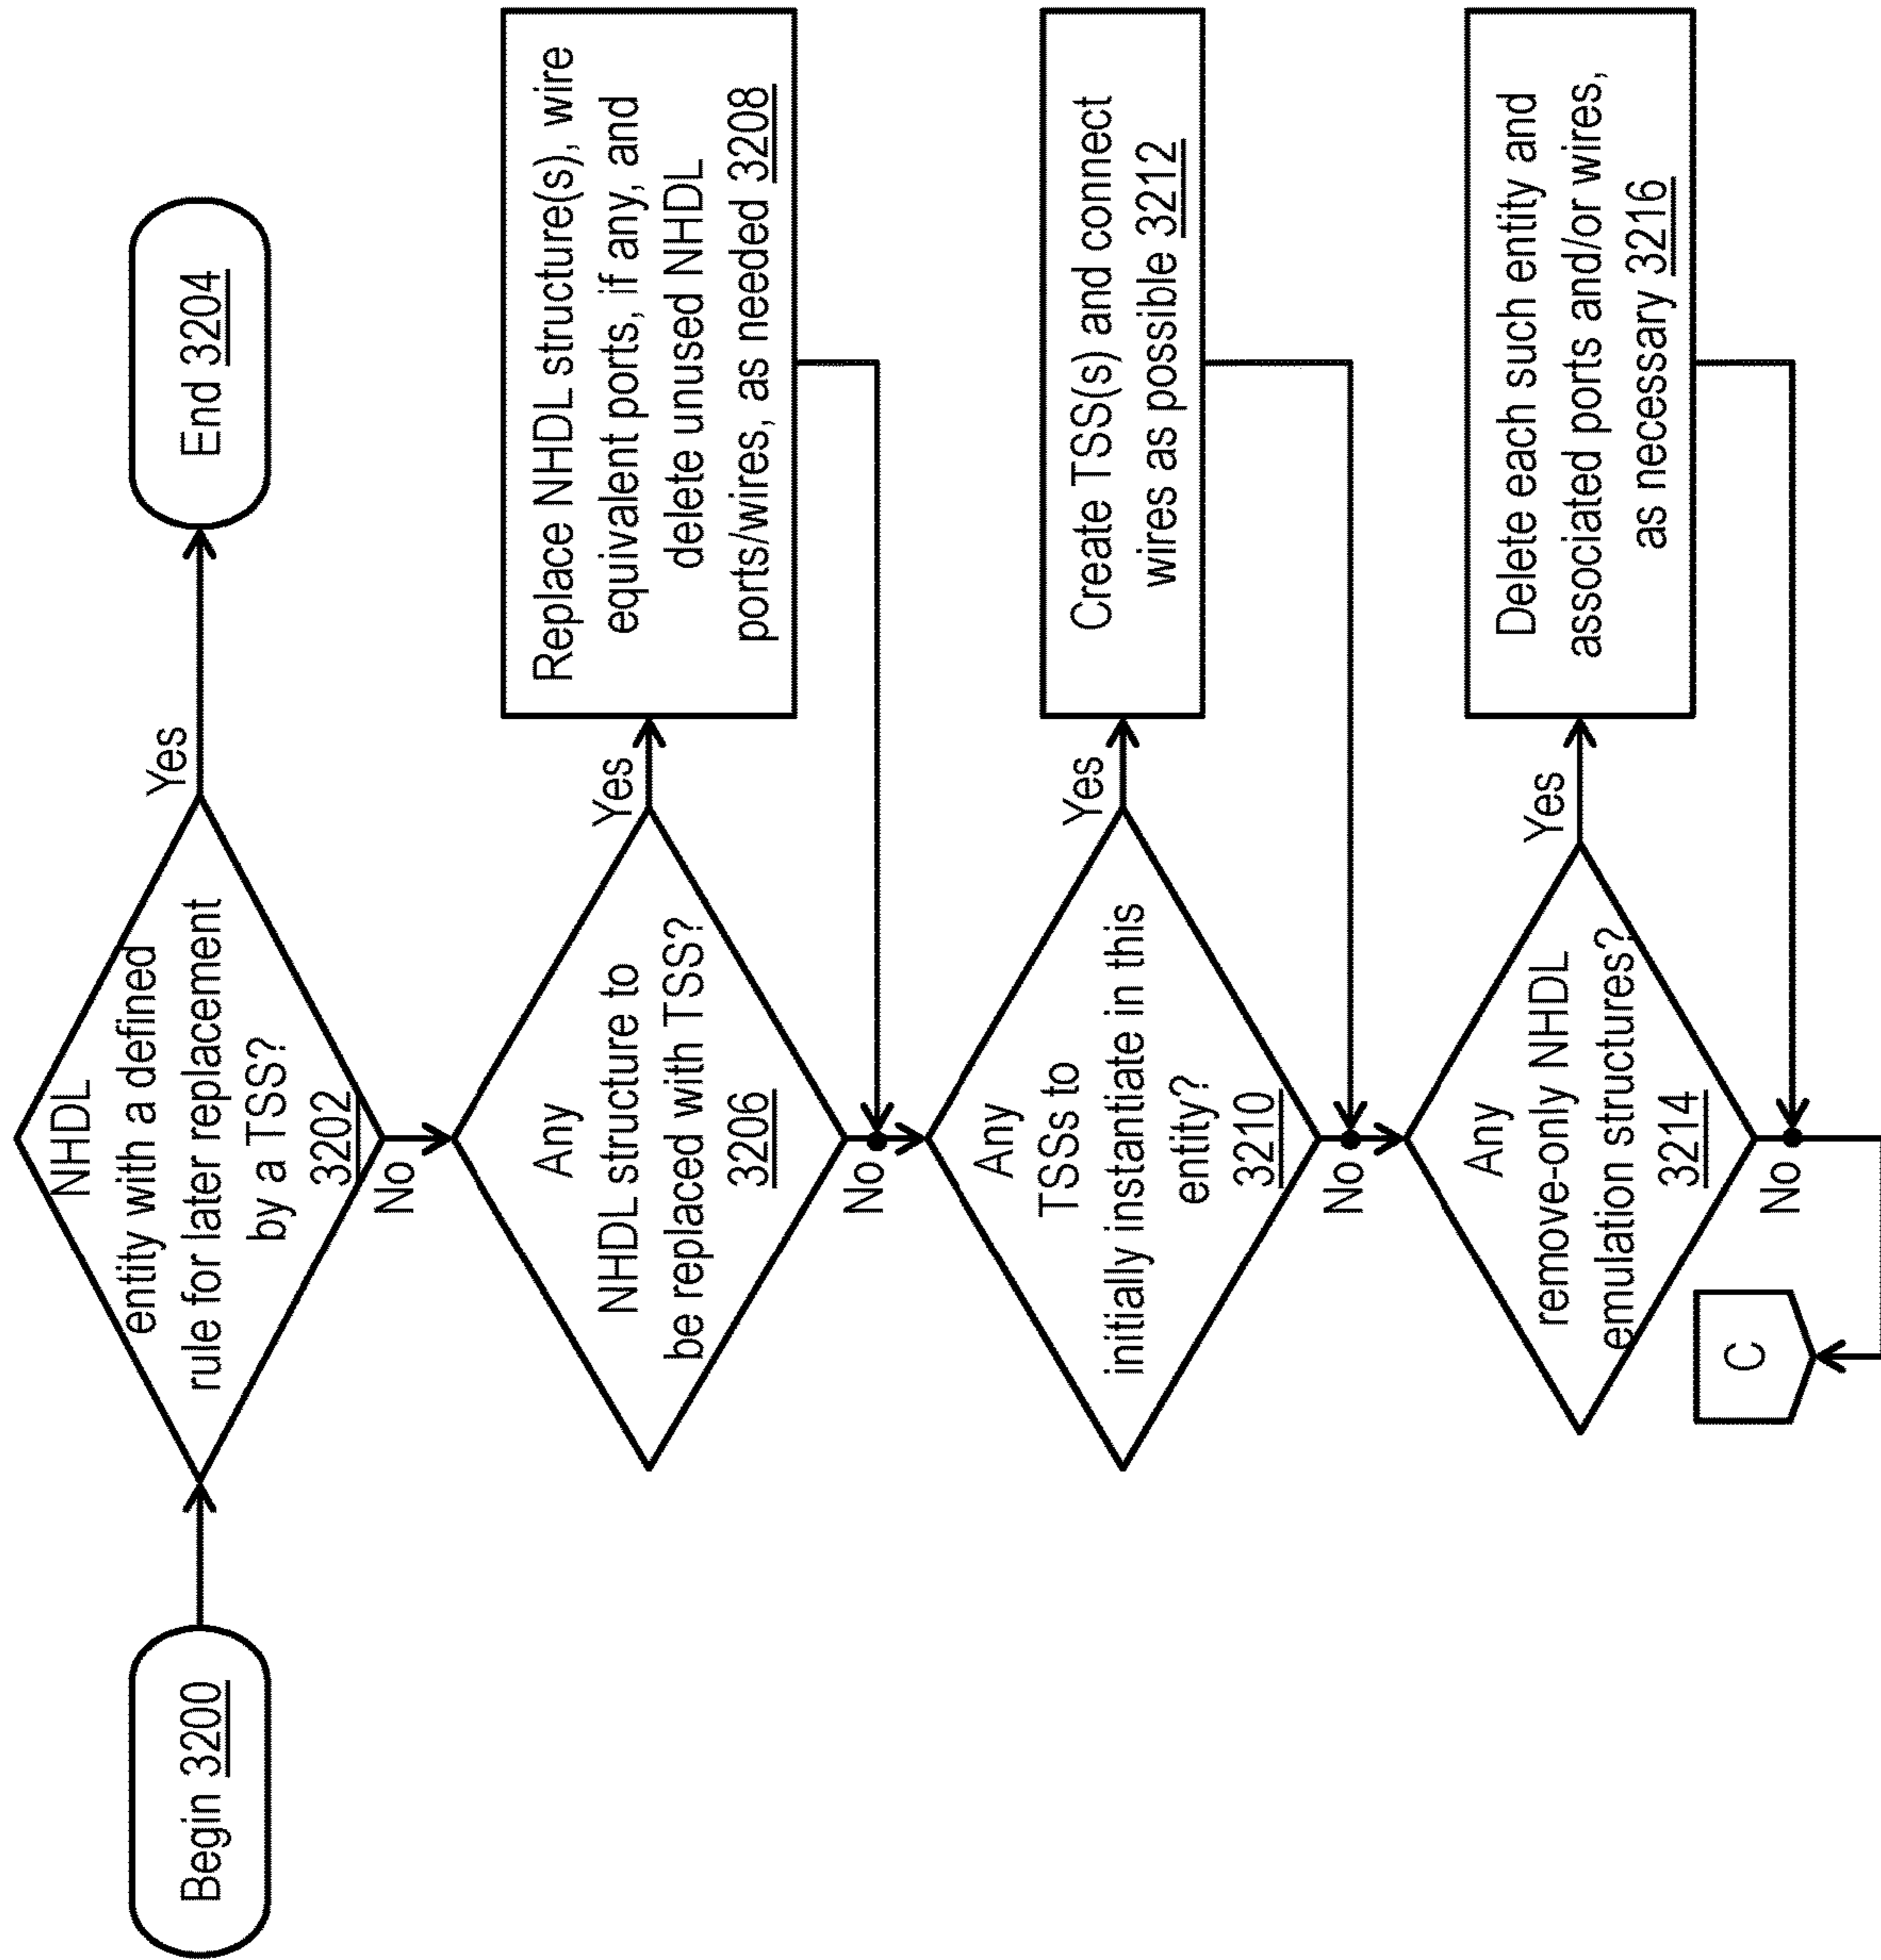 Begin 3200
NHDL
entity with a defined
rule for later replacement
by a TSS?
3202
Yes
End 3204
No
Any
NHDL structure to
be replaced with TSS?
3206
Yes
Replace NHDL structure(s), wire
equivalent ports, if any, and
delete unused NHDL
ports/wires, as needed 3208
No
Any
TSSs to
initially instantiate in this
entity?
3210
Yes
Create TSS(s) and connect
wires as possible 3212
No
Any
remove-only NHDL
emulation structures?
3214
Yes
Delete each such entity and
associated ports and/or wires,
as necessary 3216
No
C